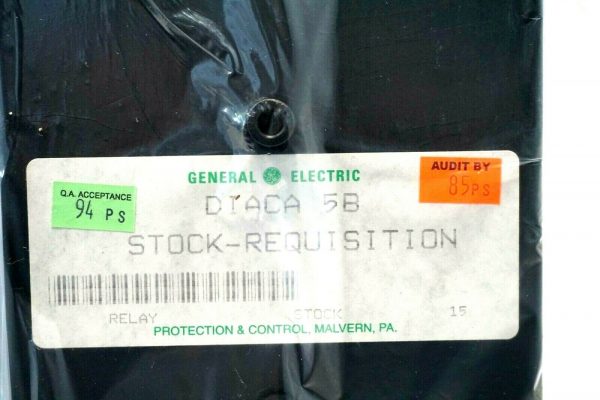 GENERAL ELECTRIC
AUDIT BY
85PS
Q.A. ACCEPTANCE
94 PS
DIACA 5B
STOCK-REQUISITION
RELAY STOCK 15
PROTECTION & CONTROL, MALVERN, PA.